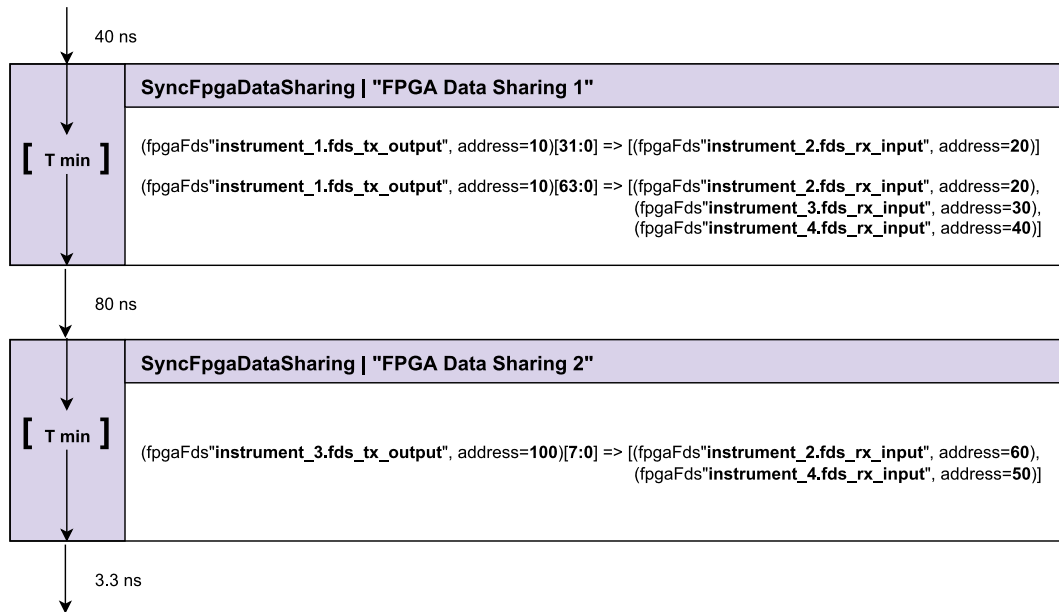 40 ns
SyncFpgaDataSharing | "FPGA Data Sharing 1"
[ T min ]
(fpgaFds"instrument_1.fds_tx_output", address=10)[31:0] => [(fpgaFds"instrument_2.fds_rx_input", address=20)]
(fpgaFds"instrument_1.fds_tx_output", address=10)[63:0] => [(fpgaFds"instrument_2.fds_rx_input", address=20),
(fpgaFds"instrument_3.fds_rx_input", address=30),
(fpgaFds"instrument_4.fds_rx_input", address=40)]
80 ns
SyncFpgaDataSharing | "FPGA Data Sharing 2"
[ T min ]
(fpgaFds"instrument_3.fds_tx_output", address=100)[7:0] => [(fpgaFds"instrument_2.fds_rx_input", address=60),
(fpgaFds"instrument_4.fds_rx_input", address=50)]
3.3 ns